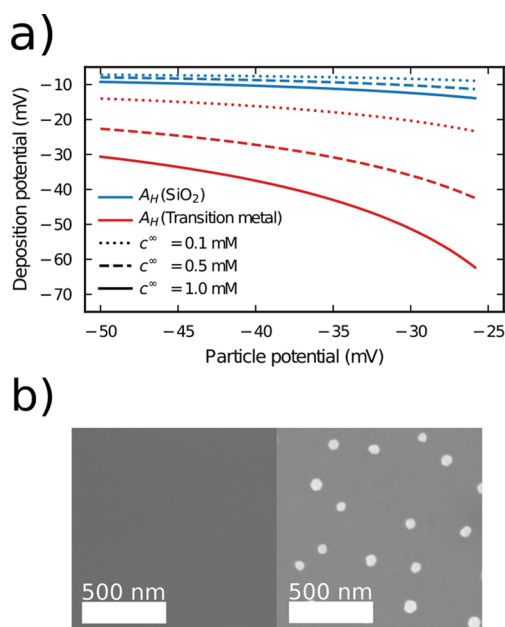 a)
Deposition potential (mV)
−10
−20
−30
−40
−50
−60
−70
A_H(SiO₂)
A_H(Transition metal)
c^∞ = 0.1 mM
c^∞ = 0.5 mM
c^∞ = 1.0 mM
−50 −45 −40 −35 −30 −25
Particle potential (mV)
b)
500 nm 500 nm